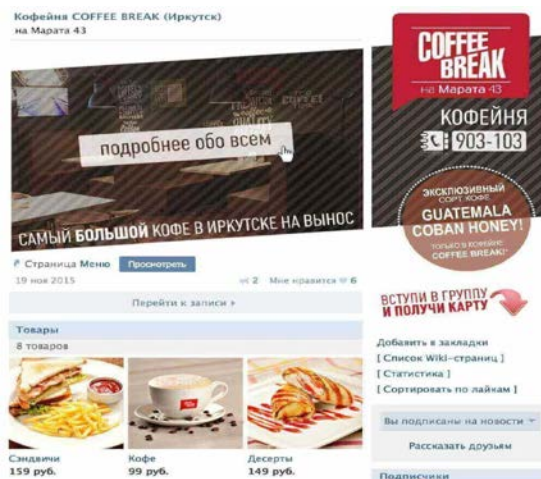 Кофейня COFFEE BREAK (Иркутск)
на Марата 43
подробнее обо всем
САМЫЙ БОЛЬШОЙ КОФЕ В ИРКУТСКЕ НА ВЫНОС
Страница Меню Просмотреть
19 ноя 2015 2 Мне нравится 6
Перейти к записи »
Товары
8 товаров
Сэндвичи
159 руб.
Кофе
99 руб.
Десерты
149 руб.
COFFEE
BREAK
на Марата 43
КОФЕЙНЯ
903-103
ЭКСКЛЮЗИВНЫЙ
СОРТ КОФЕ
GUATEMALA
COBAN HONEY!
ТОЛЬКО В КОФЕЙНЕ
COFFEE BREAK!
ВСТУПИ В ГРУППУ
И ПОЛУЧИ КАРТУ
Добавить в закладки
[ Список Wiki-страниц ]
[ Статистика ]
[ Сортировать по лайкам ]
Вы подписаны на новости
Рассказать друзьям
Подписчики